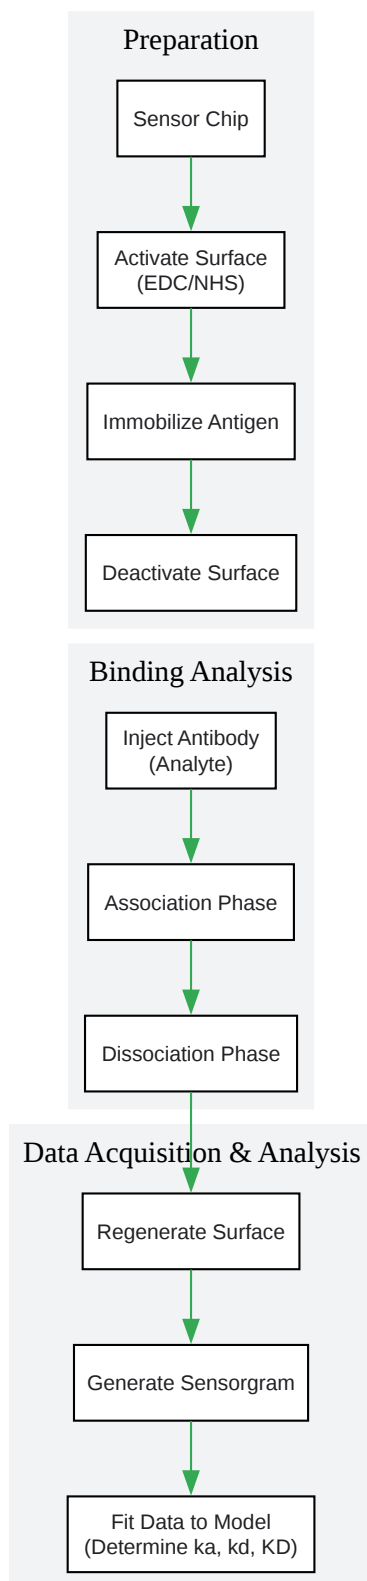 Preparation
Sensor Chip
Activate Surface
(EDC/NHS)
Immobilize Antigen
Deactivate Surface
Binding Analysis
Inject Antibody
(Analyte)
Association Phase
Dissociation Phase
Data Acquisition & Analysis
Regenerate Surface
Generate Sensorgram
Fit Data to Model
(Determine ka, kd, KD)